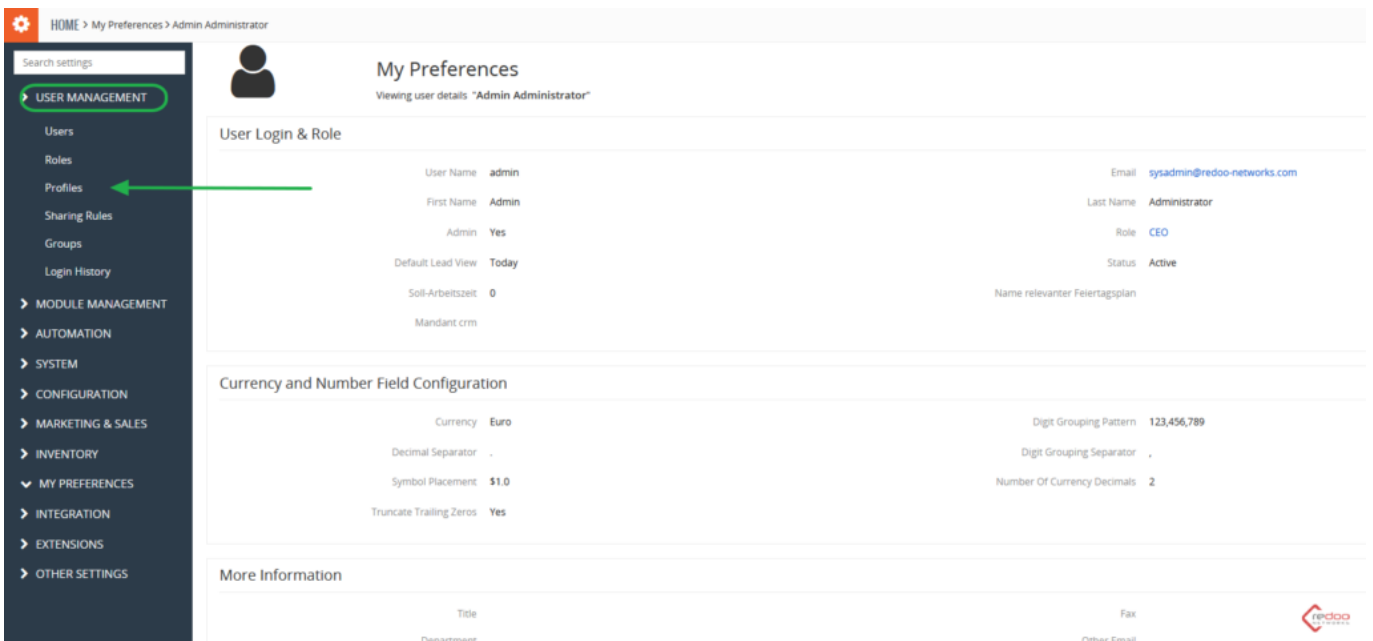 HOME > My Preferences > Admin Administrator
Search settings
USER MANAGEMENT
Users
Roles
Profiles
Sharing Rules
Groups
Login History
MODULE MANAGEMENT
AUTOMATION
SYSTEM
CONFIGURATION
MARKETING & SALES
INVENTORY
MY PREFERENCES
INTEGRATION
EXTENSIONS
OTHER SETTINGS
My Preferences
Viewing user details "Admin Administrator"
User Login & Role
User Name admin Email sysadmin@redoo-networks.com
First Name Admin Last Name Administrator
Admin Yes Role CEO
Default Lead View Today Status Active
Soll-Arbeitszeit 0 Name relevanter Feiertagsplan
Mandant crm
Currency and Number Field Configuration
Currency Euro Digit Grouping Pattern 123,456,789
Decimal Separator . Digit Grouping Separator ,
Symbol Placement $1.0 Number Of Currency Decimals 2
Truncate Trailing Zeros Yes
More Information
Title Fax
Department Other Email
redoo
NETWORKS